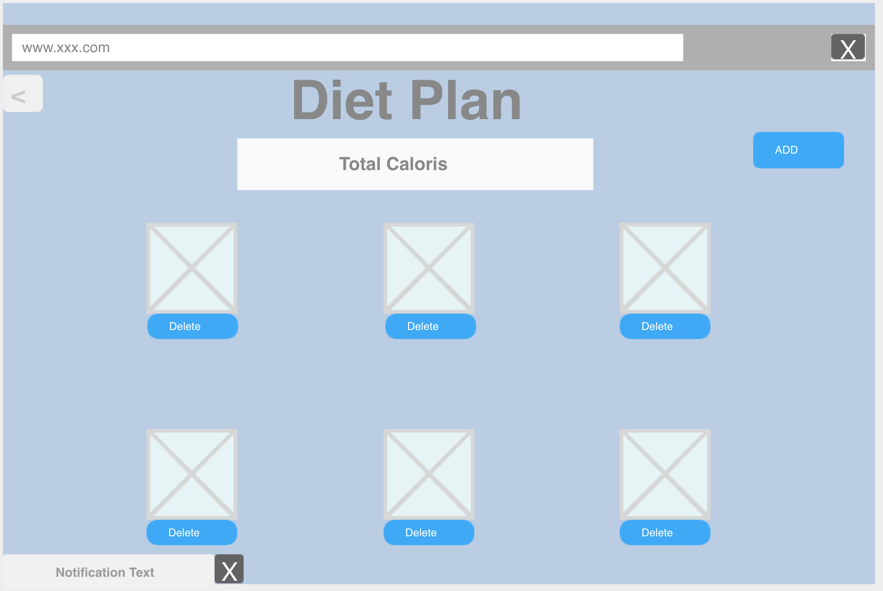 www.xxx.com
X
<
Diet Plan
ADD
Total Caloris
Delete
Delete
Delete
Delete
Delete
Delete
Notification Text
X